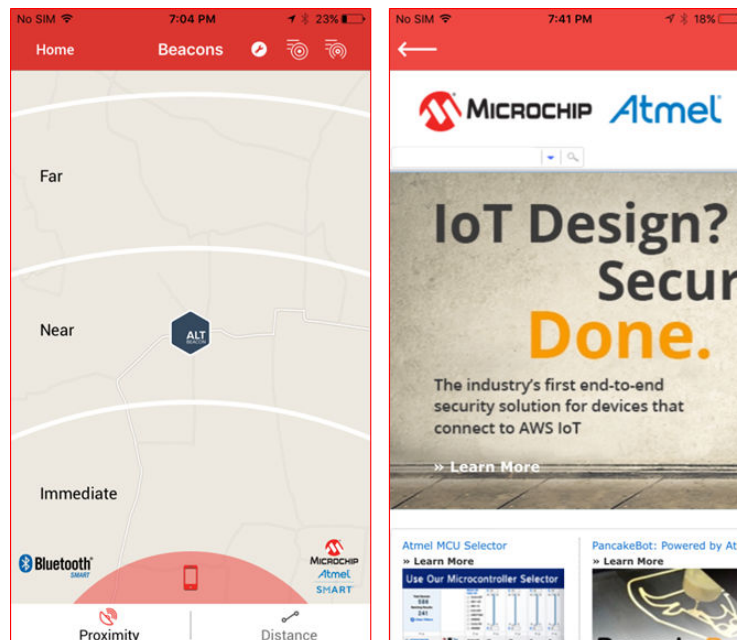 No SIM 7:04 PM 23%
Home Beacons
Far
Near
ALT
BEACON
Immediate
Bluetooth®
SMART
MICROCHIP
Atmel
SMART
Proximity Distance
No SIM 7:41 PM 18%
MICROCHIP Atmel
IoT Design?
Secur
Done.
The industry's first end-to-end
security solution for devices that
connect to AWS IoT
» Learn More
Atmel MCU Selector
» Learn More
Use Our Microcontroller Selector
PancakeBot: Powered by At
» Learn More